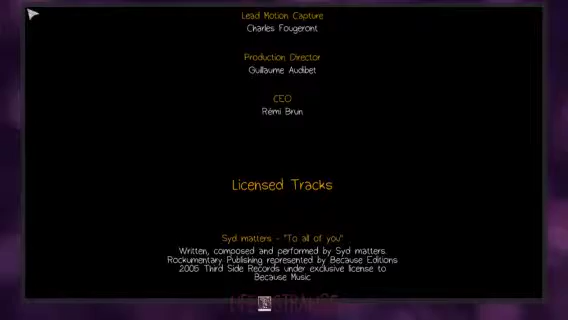 Lead Motion Capture
Charles Fougeront
Production Director
Guillaume Audibet
CEO
Rémi Brun
Licensed Tracks
Syd matters - "To all of you"
Written, composed and performed by Syd matters.
Rockumentary Publishing represented by Because Editions
2005 Third Side Records under exclusive license to
Because Music